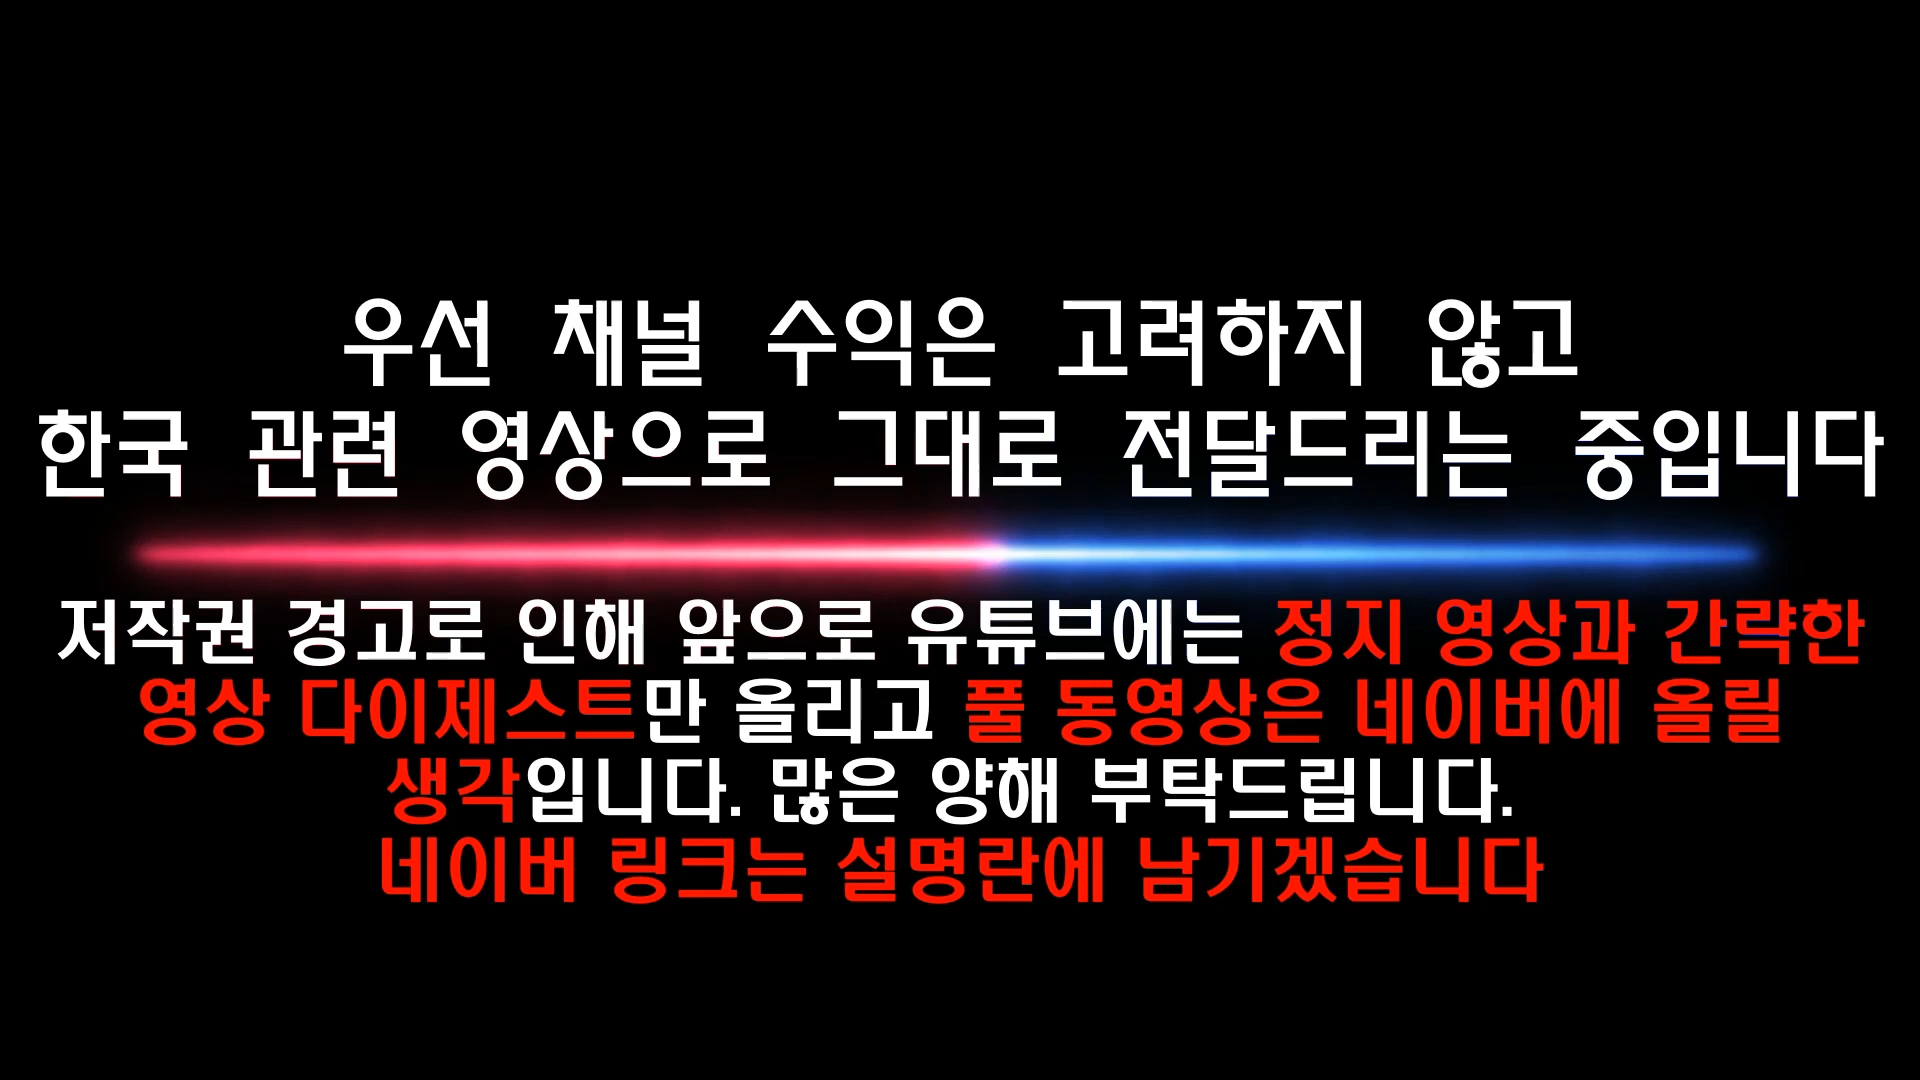 우선 채널 수익은 고려하지 않고
한국 관련 영상으로 그대로 전달드리는 중입니다
저작권 경고로 인해 앞으로 유튜브에는 정지 영상과 간략한
영상 다이제스트만 올리고 풀 동영상은 네이버에 올릴
생각입니다. 많은 양해 부탁드립니다.
네이버 링크는 설명란에 남기겠습니다